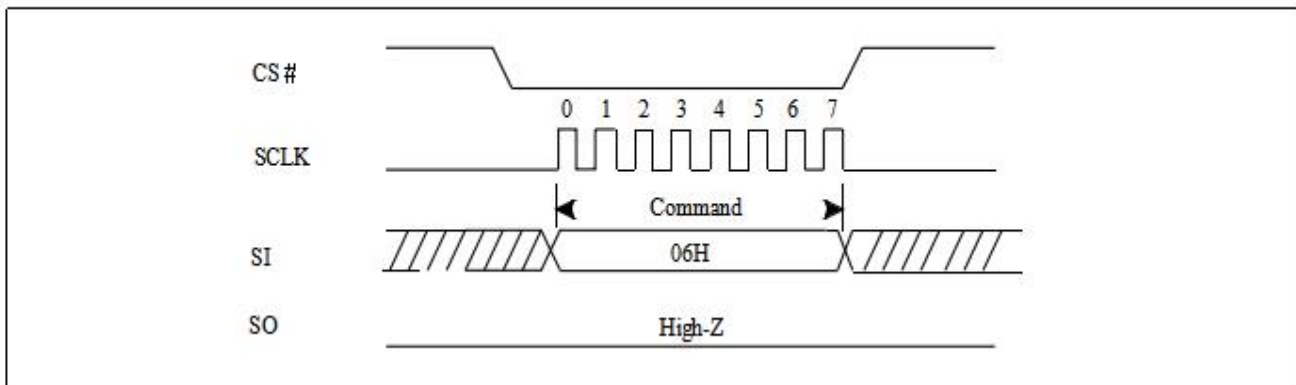 CS#
0 1 2 3 4 5 6 7
SCLK
Command
SI
06H
SO
High-Z